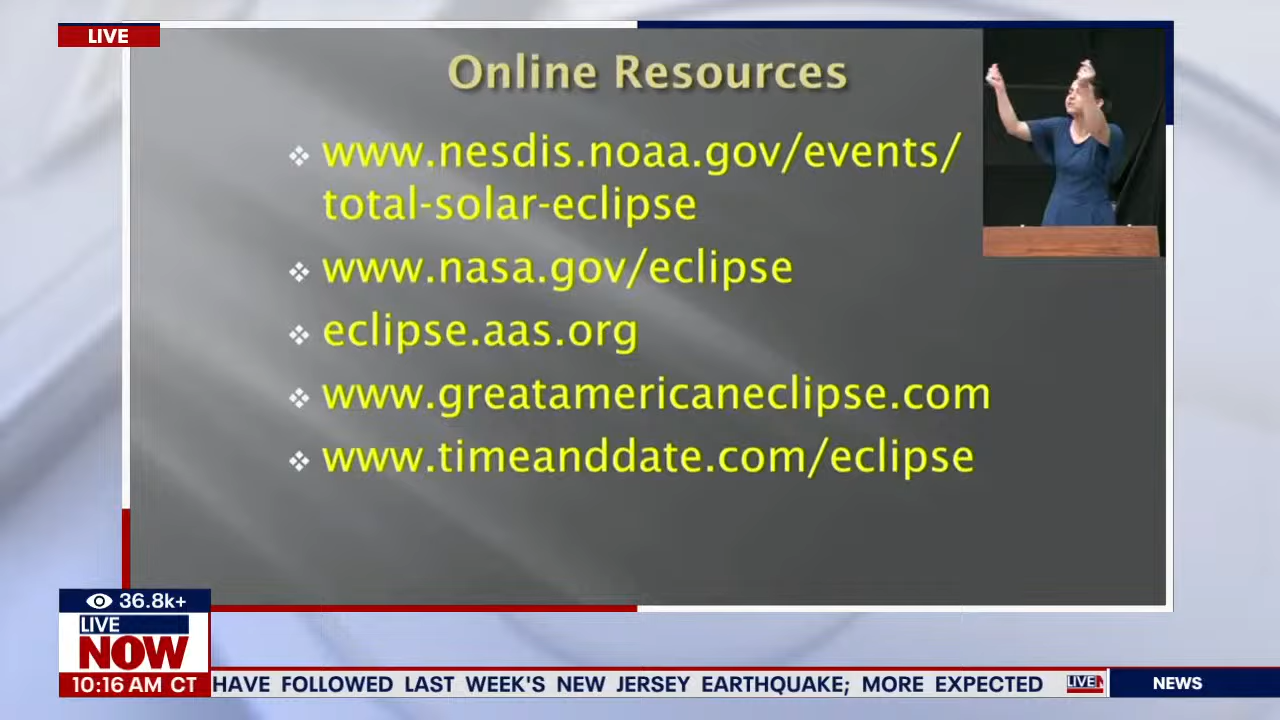 LIVE
Online Resources
www.nesdis.noaa.gov/events/
total-solar-eclipse
www.nasa.gov/eclipse
eclipse.aas.org
www.greatamericaneclipse.com
www.timeanddate.com/eclipse
36.8k+
LIVE
NOW
10:16 AM CT
HAVE FOLLOWED LAST WEEK'S NEW JERSEY EARTHQUAKE; MORE EXPECTED
LIVE
NEWS